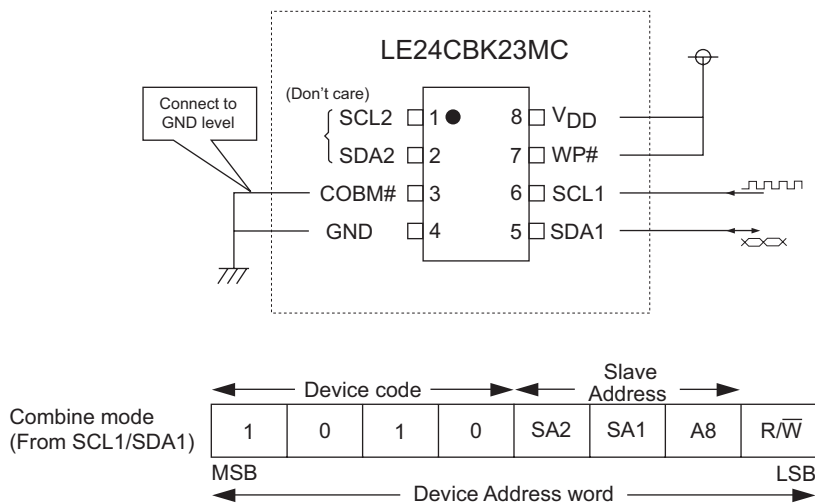 LE24CBK23MC
Connect to
GND level
(Don't care)
SCL2 1 8 VDD
SDA2 2 7 WP#
COBM# 3 6 SCL1
GND 4 5 SDA1
Device code
Slave
Address
Combine mode
(From SCL1/SDA1)
1 0 1 0 SA2 SA1 A8 R/W̅
MSB LSB
Device Address word